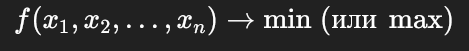 f(x₁, x₂, …, xₙ) → min (или max)